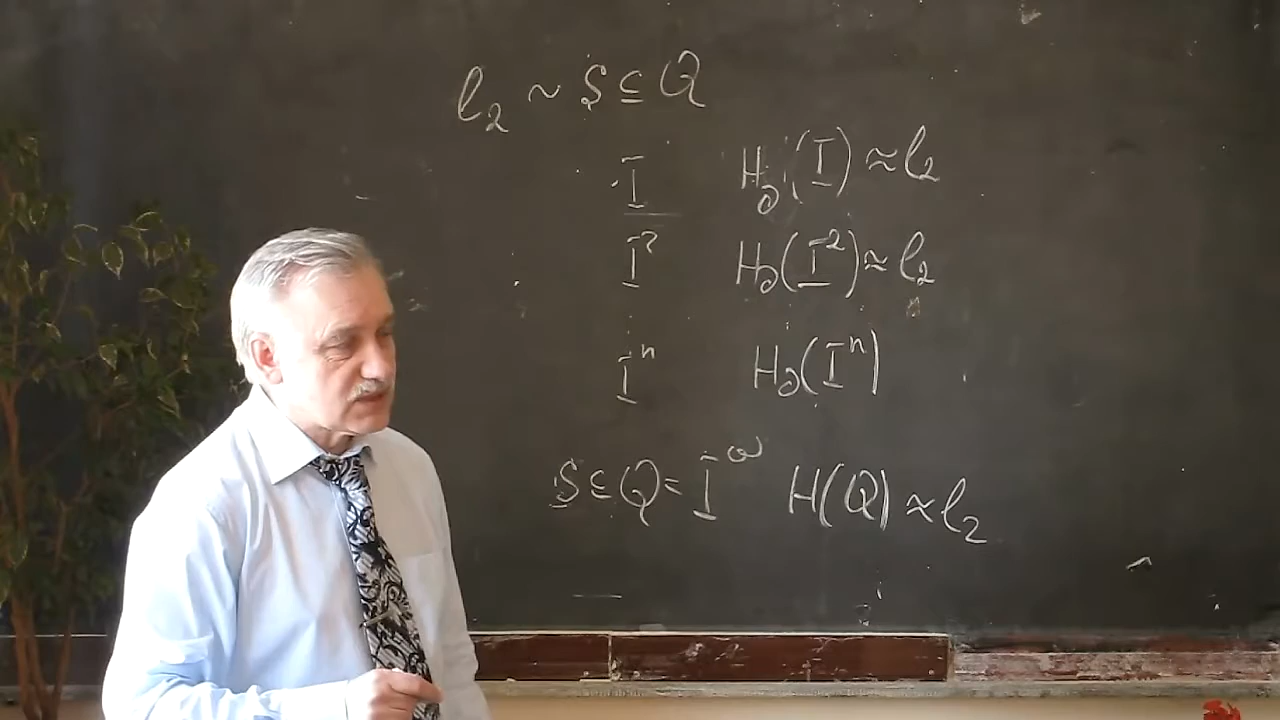 l₂ ~ S ⊆ Q
I H∂(I) ≈ l₂
I² H∂(I²) ≈ l₂
Iⁿ H∂(Iⁿ)
S ⊆ Q = I^ω H(Q) ≈ l₂